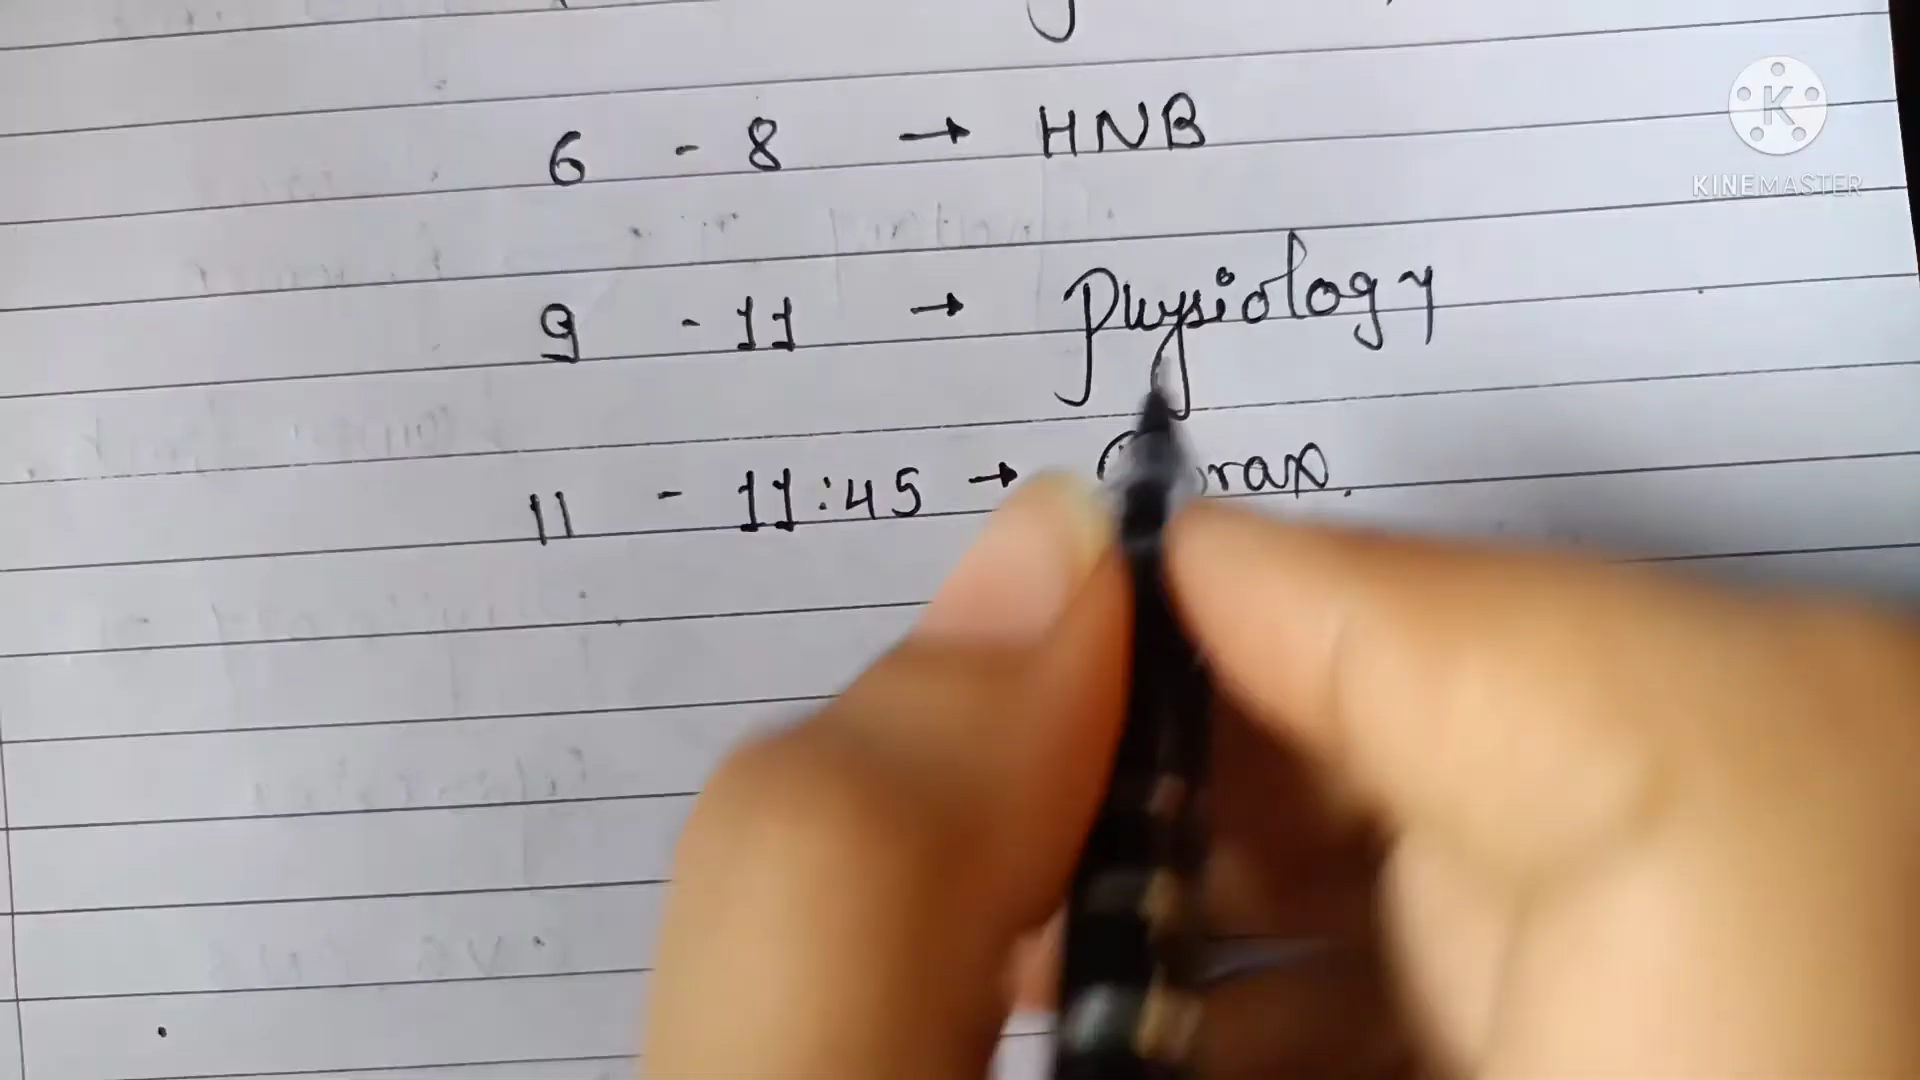 6 - 8 → HNB
KINEMASTER
9 - 11 → Physiology
11 - 11:45 →